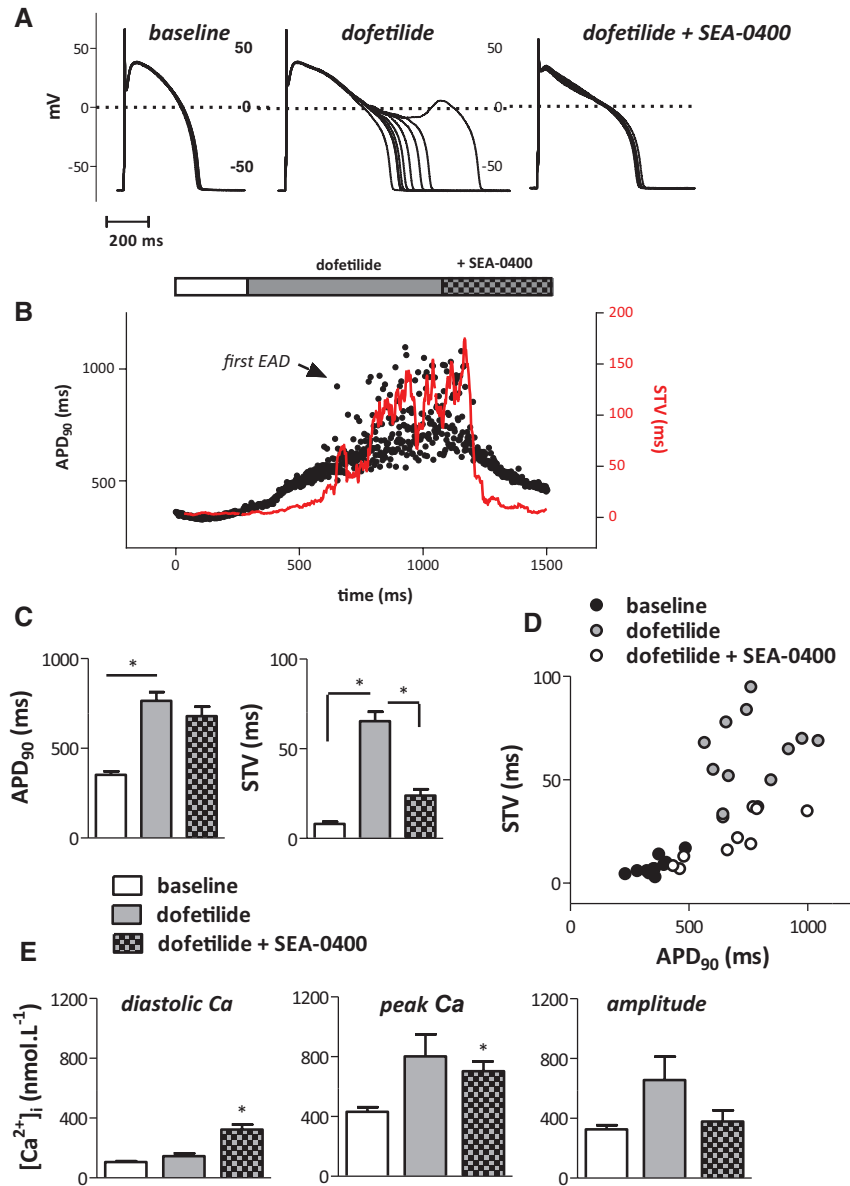 A
baseline
dofetilide
dofetilide + SEA-0400
mV
50
0
-50
50
0
-50
50
0
-50
200 ms
dofetilide
+ SEA-0400
B
first EAD
APD90 (ms)
1000
500
STV (ms)
200
150
100
50
0
0
500
1000
1500
time (ms)
C
APD90 (ms)
1000
500
0
*
STV (ms)
100
50
0
*
*
baseline
dofetilide
dofetilide + SEA-0400
D
baseline
dofetilide
dofetilide + SEA-0400
STV (ms)
100
50
0
0
500
1000
APD90 (ms)
E
[Ca2+]i (nmol.L-1)
diastolic Ca
1200
800
400
0
*
peak Ca
1200
800
400
0
*
amplitude
1200
800
400
0